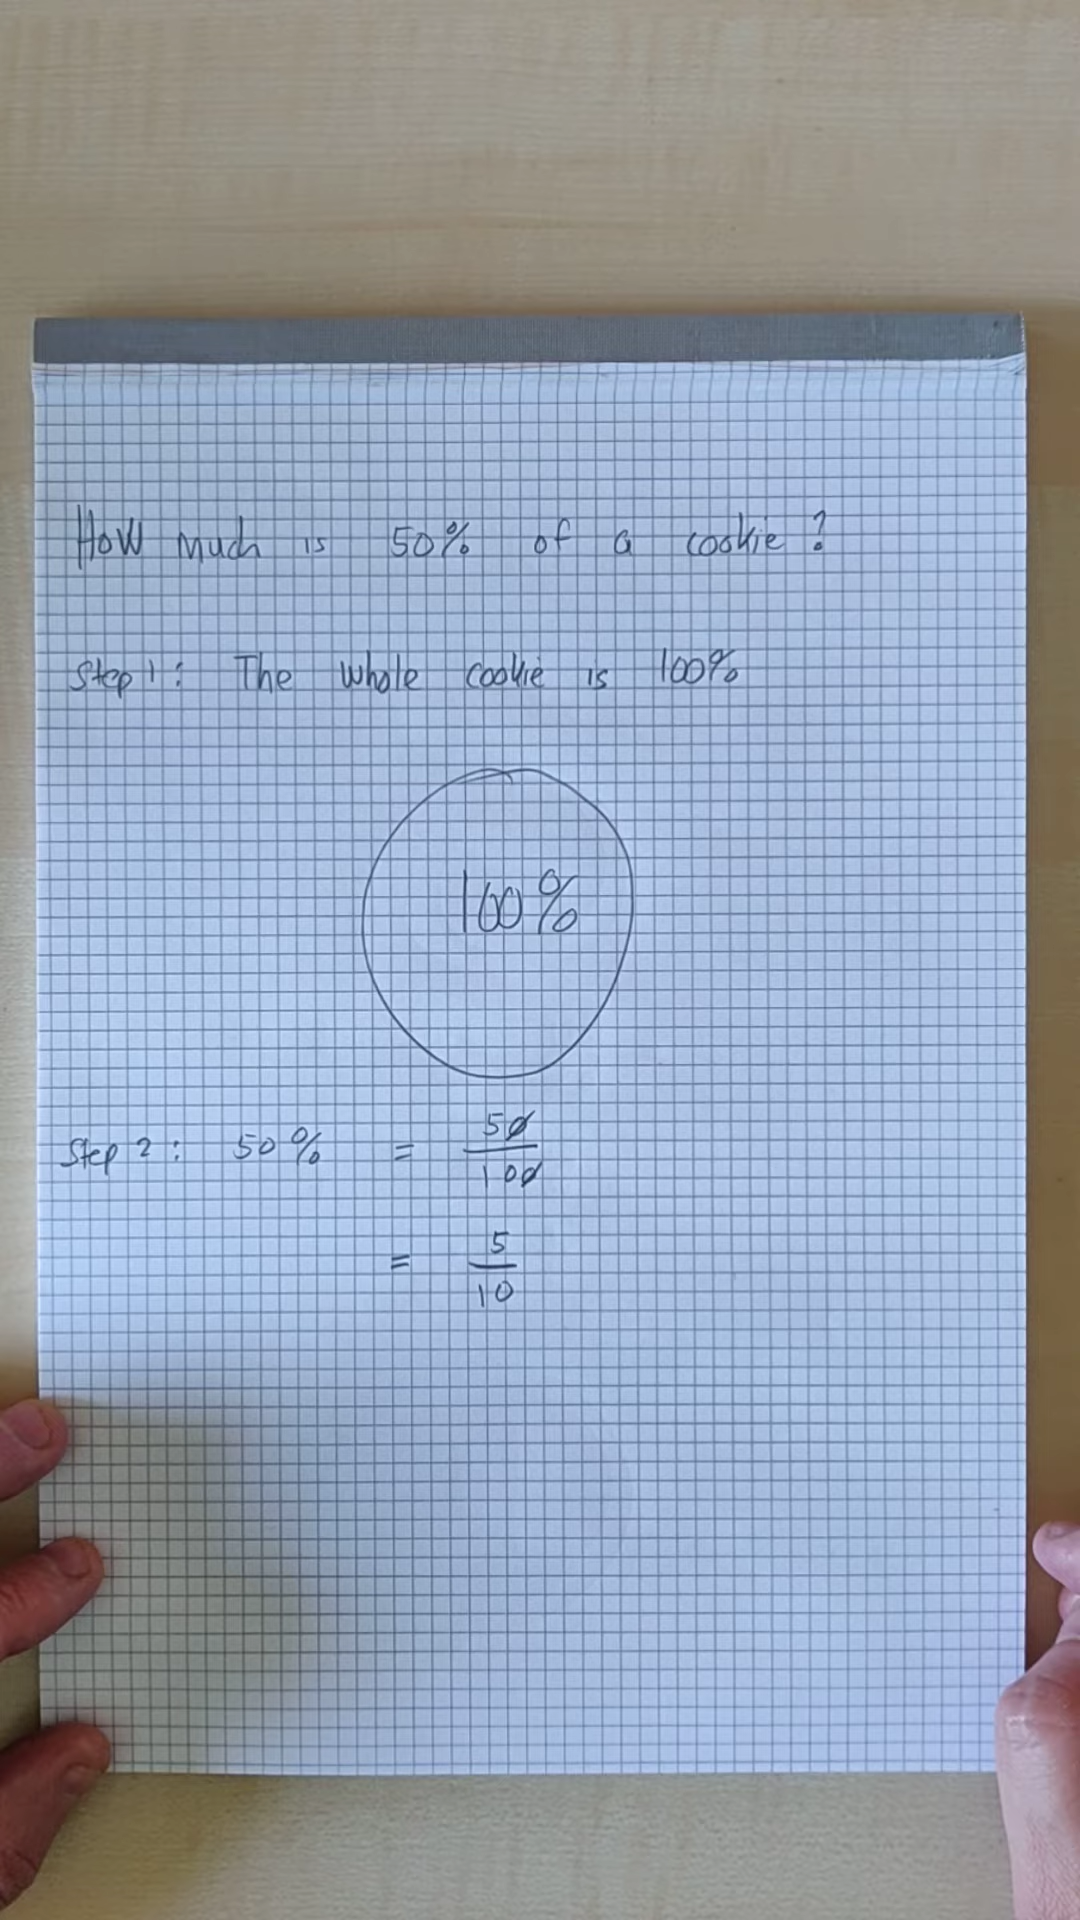 How much is 50% of a cookie?
Step 1: The whole cookie is 100%
100%
Step 2: 50% = 50/100
= 5/10